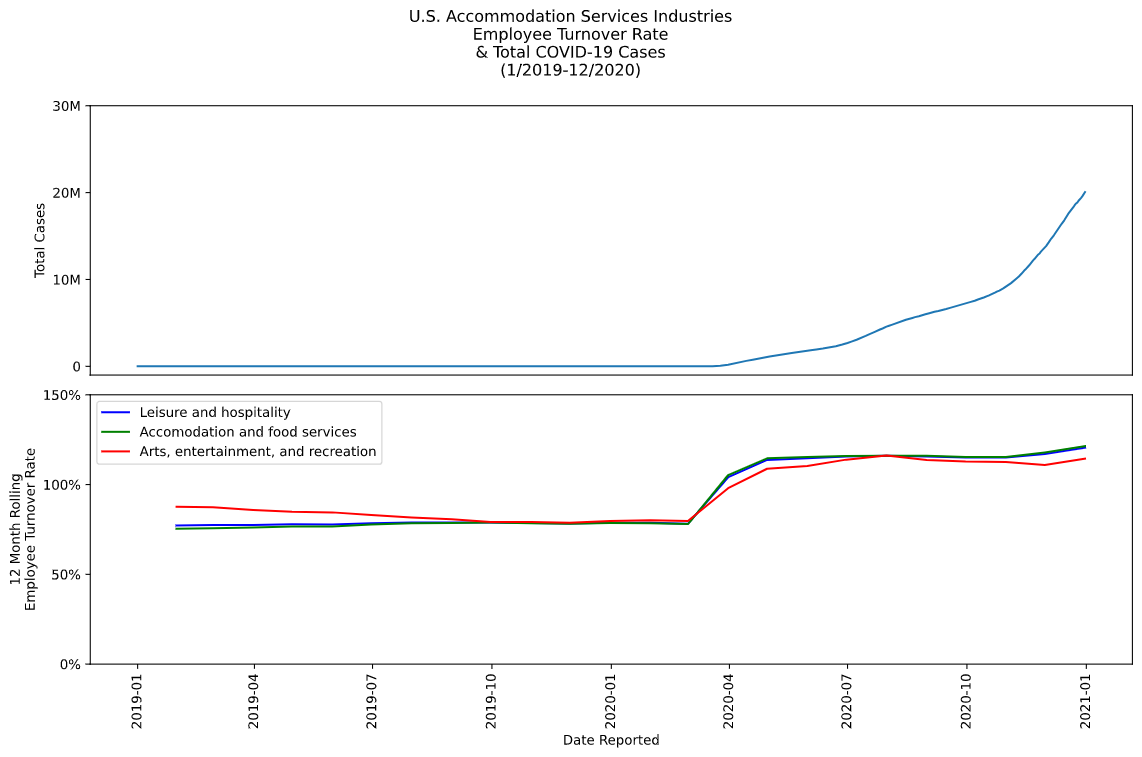 U.S. Accommodation Services Industries
Employee Turnover Rate
& Total COVID-19 Cases
(1/2019-12/2020)
30M
20M
10M
0
Total Cases
150%
100%
50%
0%
12 Month Rolling
Employee Turnover Rate
Leisure and hospitality
Accomodation and food services
Arts, entertainment, and recreation
2019-01
2019-04
2019-07
2019-10
2020-01
2020-04
2020-07
2020-10
2021-01
Date Reported